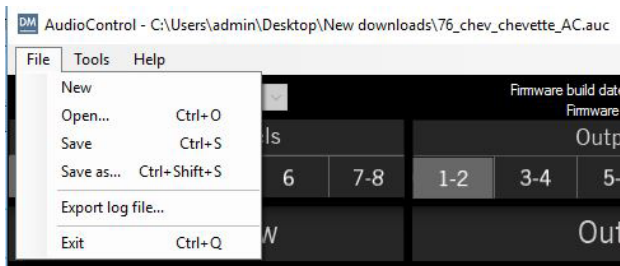 DM AudioControl - C:\Users\admin\Desktop\New downloads\76_chev_chevette_AC.auc
File Tools Help
New
Open... Ctrl+O
Save Ctrl+S
Save as... Ctrl+Shift+S
Export log file...
Exit Ctrl+Q
Firmware build date
Firmware
ls
Outp
6 7-8 1-2 3-4 5-
w
Out